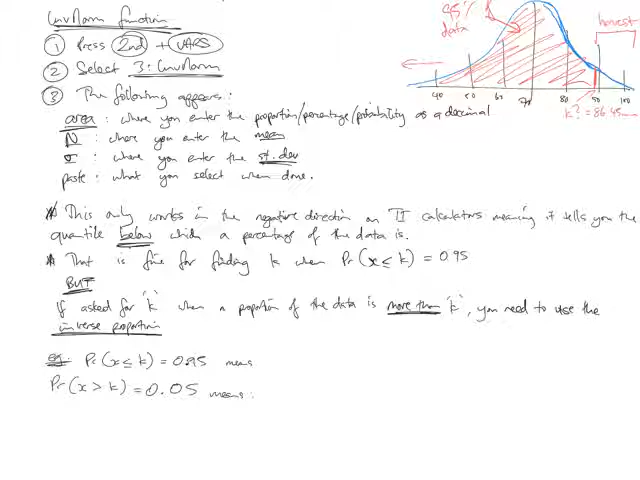 InvNorm function
① Press 2nd + VARS
② Select 3: InvNorm
③ The following appears:
area: where you enter the proportion/percentage/probability as a decimal
where you enter the mean
σ: where you enter the st. dev
paste: what you select when done.
95% data
harvest
40 50 60 70 80 90 100
k? = 86.45mm
* This only works in the negative direction on TI calculators meaning it tells you the
quantile below which a percentage of the data is.
* That is fine for finding k when Pr(x ≤ k) = 0.95
BUT
If asked for 'k' when a proportion of the data is more than 'k', you need to use the
inverse proportion
eg: Pr(x ≤ k) = 0.95 means
Pr(x > k) = 0.05 means: